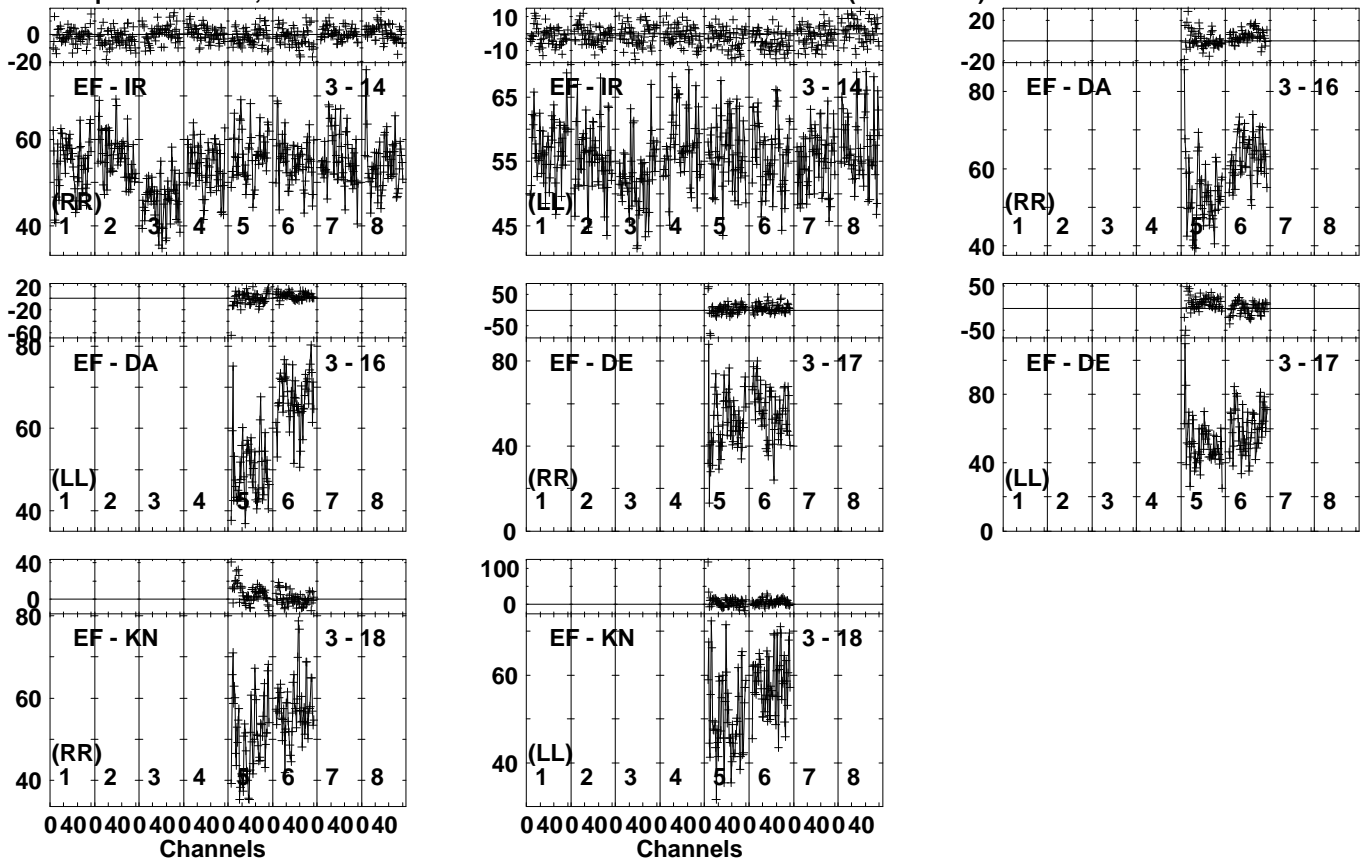 0
-20
EF - IR 3 - 14
60
40
(RR)
1 2 3 4 5 6 7 8
10
-10
EF - IR 3 - 14
65
55
45
(LL)
1 2 3 4 5 6 7 8
20
-20
EF - DA 3 - 16
80
60
40
(RR)
1 2 3 4 5 6 7 8
20
-20
-60
EF - DA 3 - 16
80
60
40
(LL)
1 2 3 4 5 6 7 8
50
-50
EF - DE 3 - 17
80
40
0
(RR)
1 2 3 4 5 6 7 8
50
-50
EF - DE 3 - 17
80
40
0
(LL)
1 2 3 4 5 6 7 8
40
0
EF - KN 3 - 18
80
60
40
(RR)
1 2 3 4 5 6 7 8
0 40 0 40 0 40 0 40 0 40 0 40 0 40 0 40
Channels
100
0
EF - KN 3 - 18
60
40
(LL)
1 2 3 4 5 6 7 8
0 40 0 40 0 40 0 40 0 40 0 40 0 40 0 40
Channels